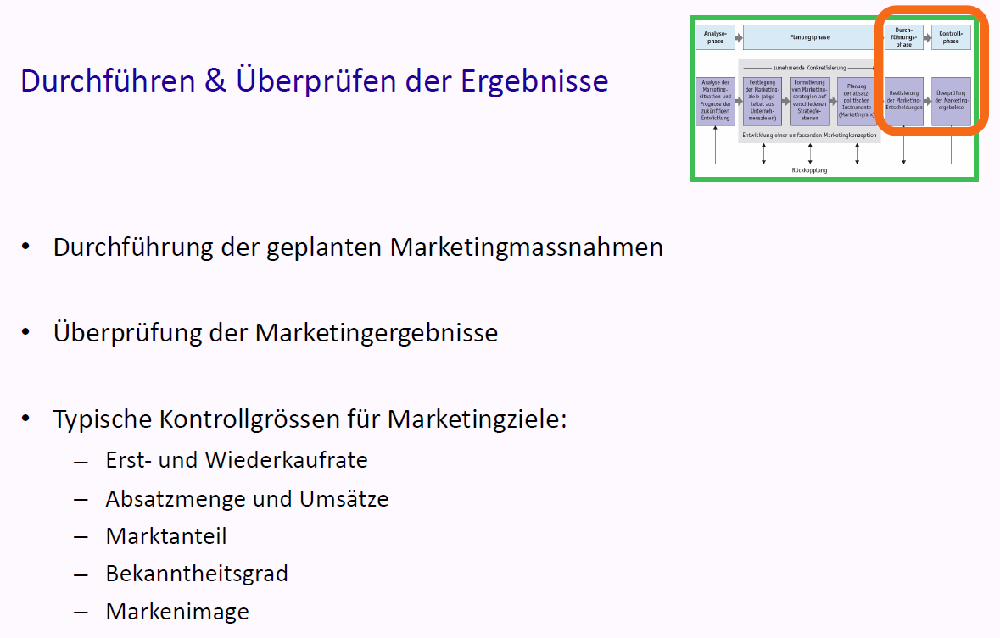 Durchführen & Überprüfen der Ergebnisse
Analyse-
phase
Planungsphase
Durch-
führungs-
phase
Kontroll-
phase
zunehmende Konkretisierung
Analyse der
Marketing-
situation und
Prognose der
zukünftigen
Entwicklung
Festlegung
der Marketing-
ziele (abge-
leitet aus
Unterneh-
menszielen)
Formulierung
von Marketing-
strategien auf
verschiedenen
Strategie-
ebenen
Planung
der absatz-
politischen
Instrumente
(Marketingmix)
Realisierung
der Marketing-
Entscheidungen
Überprüfung
der Marketing-
ergebnisse
Entwicklung einer umfassenden Marketingkonzeption
Rückkopplung
• Durchführung der geplanten Marketingmassnahmen
• Überprüfung der Marketingergebnisse
• Typische Kontrollgrössen für Marketingziele:
– Erst- und Wiederkaufrate
– Absatzmenge und Umsätze
– Marktanteil
– Bekanntheitsgrad
– Markenimage